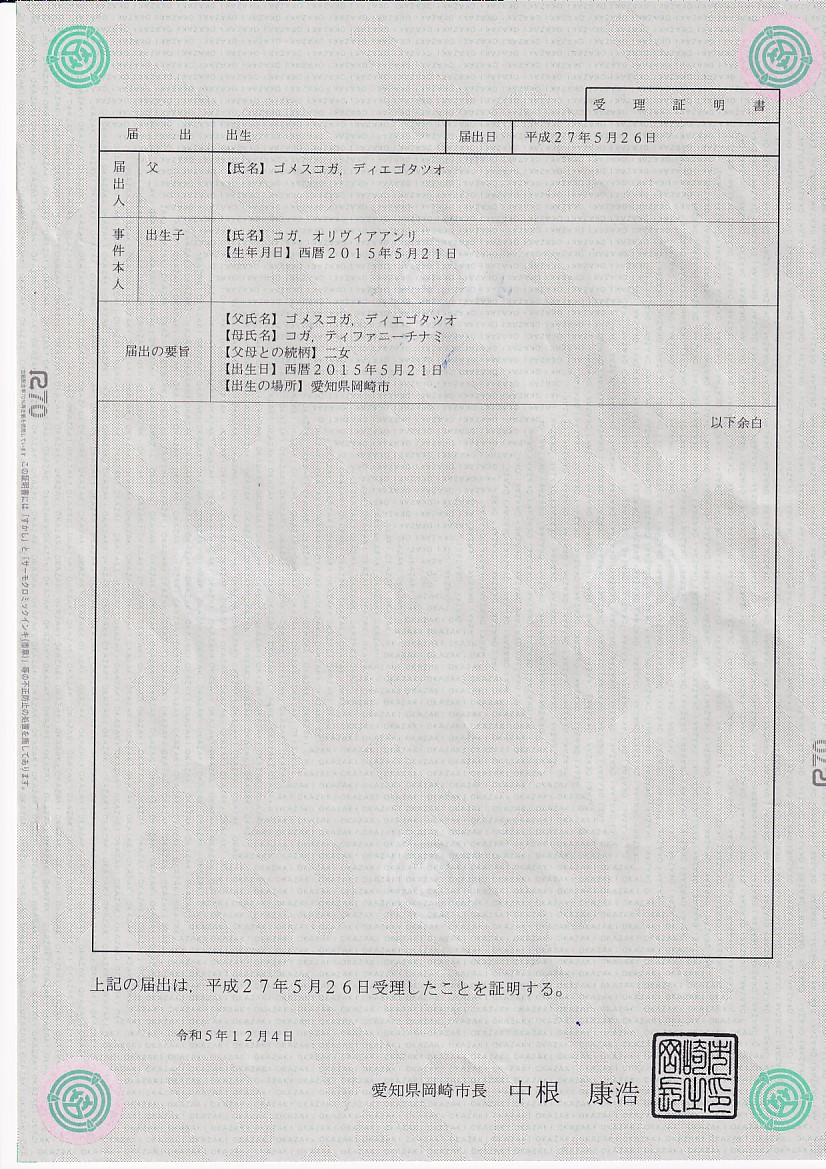 受理証明書
届出 出生 届出日 平成27年5月26日
届出人 父 【氏名】ゴメスコガ,ディエゴタツオ
事件本人 出生子 【氏名】コガ,オリヴィアアンリ
【生年月日】西暦2015年5月21日
届出の要旨 【父氏名】ゴメスコガ,ディエゴタツオ
【母氏名】コガ,ティファニーチナミ
【父母との続柄】二女
【出生日】西暦2015年5月21日
【出生の場所】愛知県岡崎市
以下余白
上記の届出は,平成27年5月26日受理したことを証明する。
令和5年12月4日
愛知県岡崎市長 中根 康浩
岡崎市長之印
R70
この証明書には「すかし」と「サーモクロミックインキ(画章)」等の不正防止の処置を施してあります。
R70